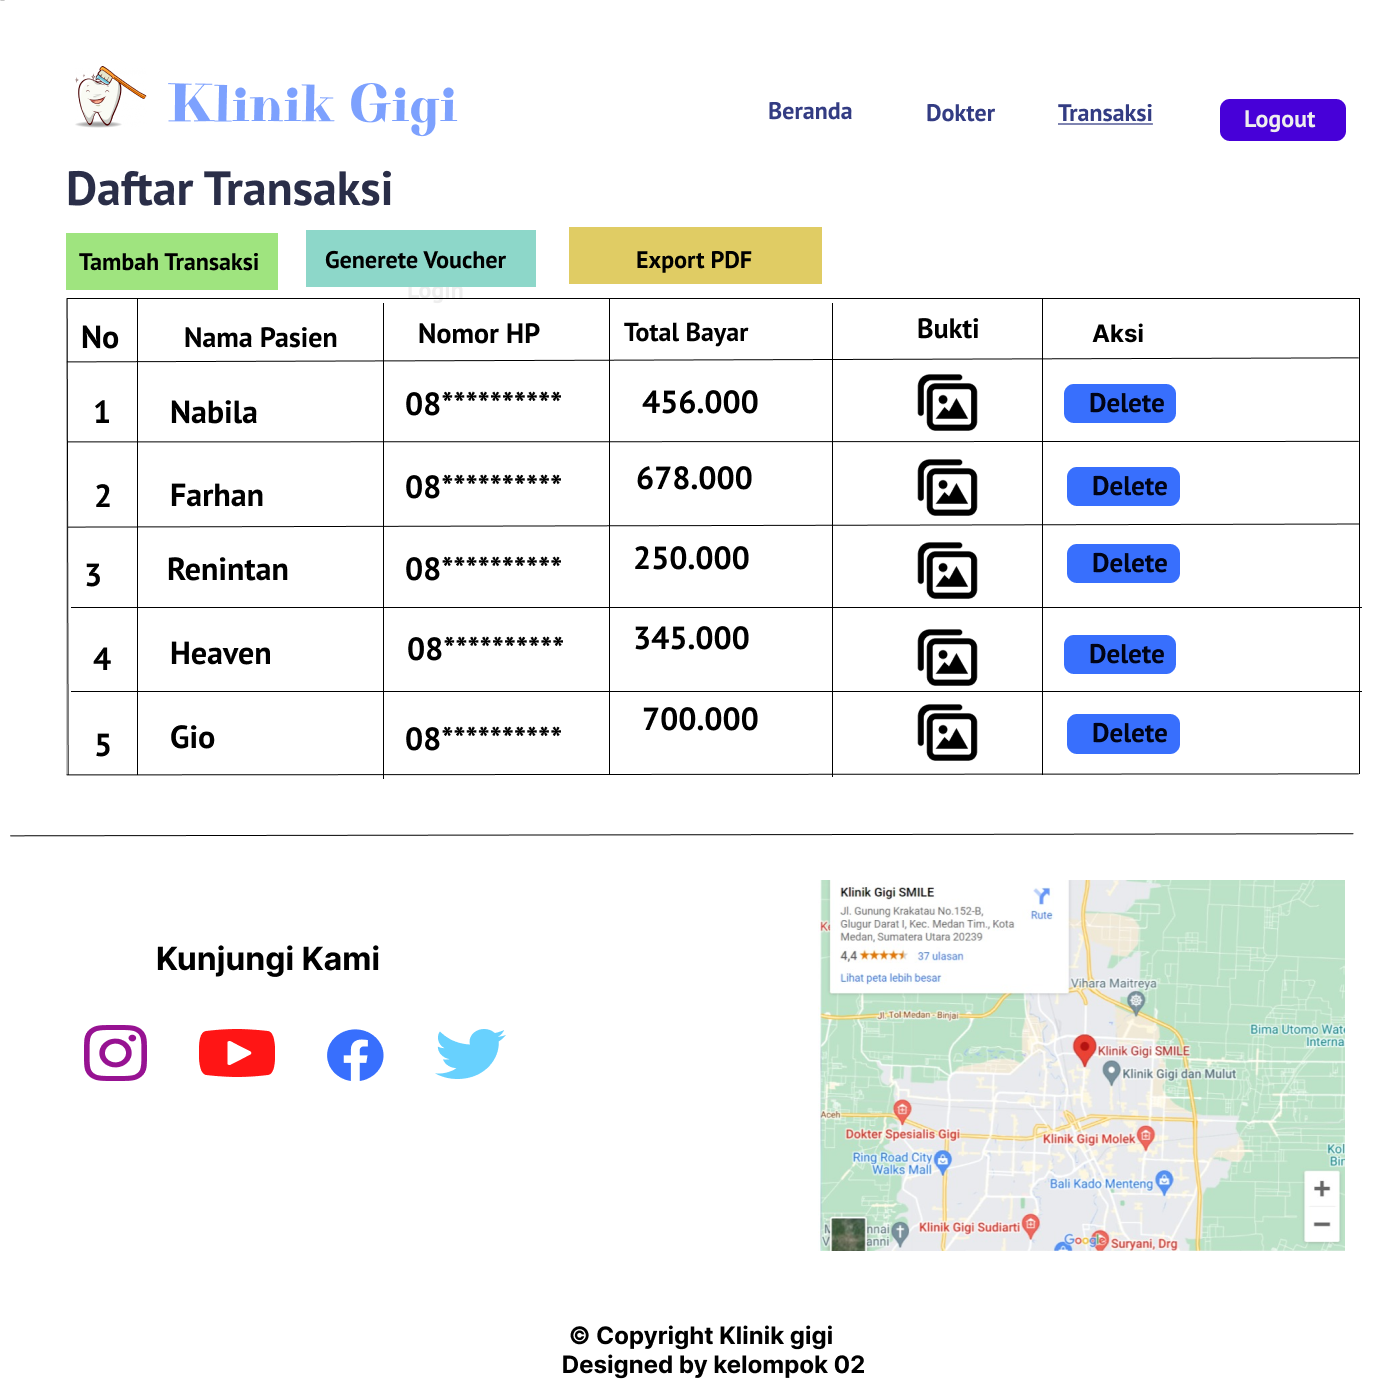 Klinik Gigi
Beranda
Dokter
Transaksi
Logout
Daftar Transaksi
Tambah Transaksi
Generete Voucher
Export PDF
Login
No
Nama Pasien
Nomor HP
Total Bayar
Bukti
Aksi
1
Nabila
08**********
456.000
Delete
2
Farhan
08**********
678.000
Delete
3
Renintan
08**********
250.000
Delete
4
Heaven
08**********
345.000
Delete
5
Gio
08**********
700.000
Delete
Kunjungi Kami
Klinik Gigi SMILE
Jl. Gunung Krakatau No.152-B,
Glugur Darat I, Kec. Medan Tim., Kota
Medan, Sumatera Utara 20239
4,4
37 ulasan
Lihat peta lebih besar
Rute
Vihara Maitreya
Jl. Tol Medan - Binjai
Bima Utomo Wat
Interna
Klinik Gigi SMILE
Klinik Gigi dan Mulut
Aceh
Dokter Spesialis Gigi
Klinik Gigi Molek
Ring Road City
Walks Mall
Kol
Bin
Bali Kado Menteng
+
−
Klinik Gigi Sudiarti
nnai
anni
Google
Suryani, Drg
© Copyright Klinik gigi
Designed by kelompok 02